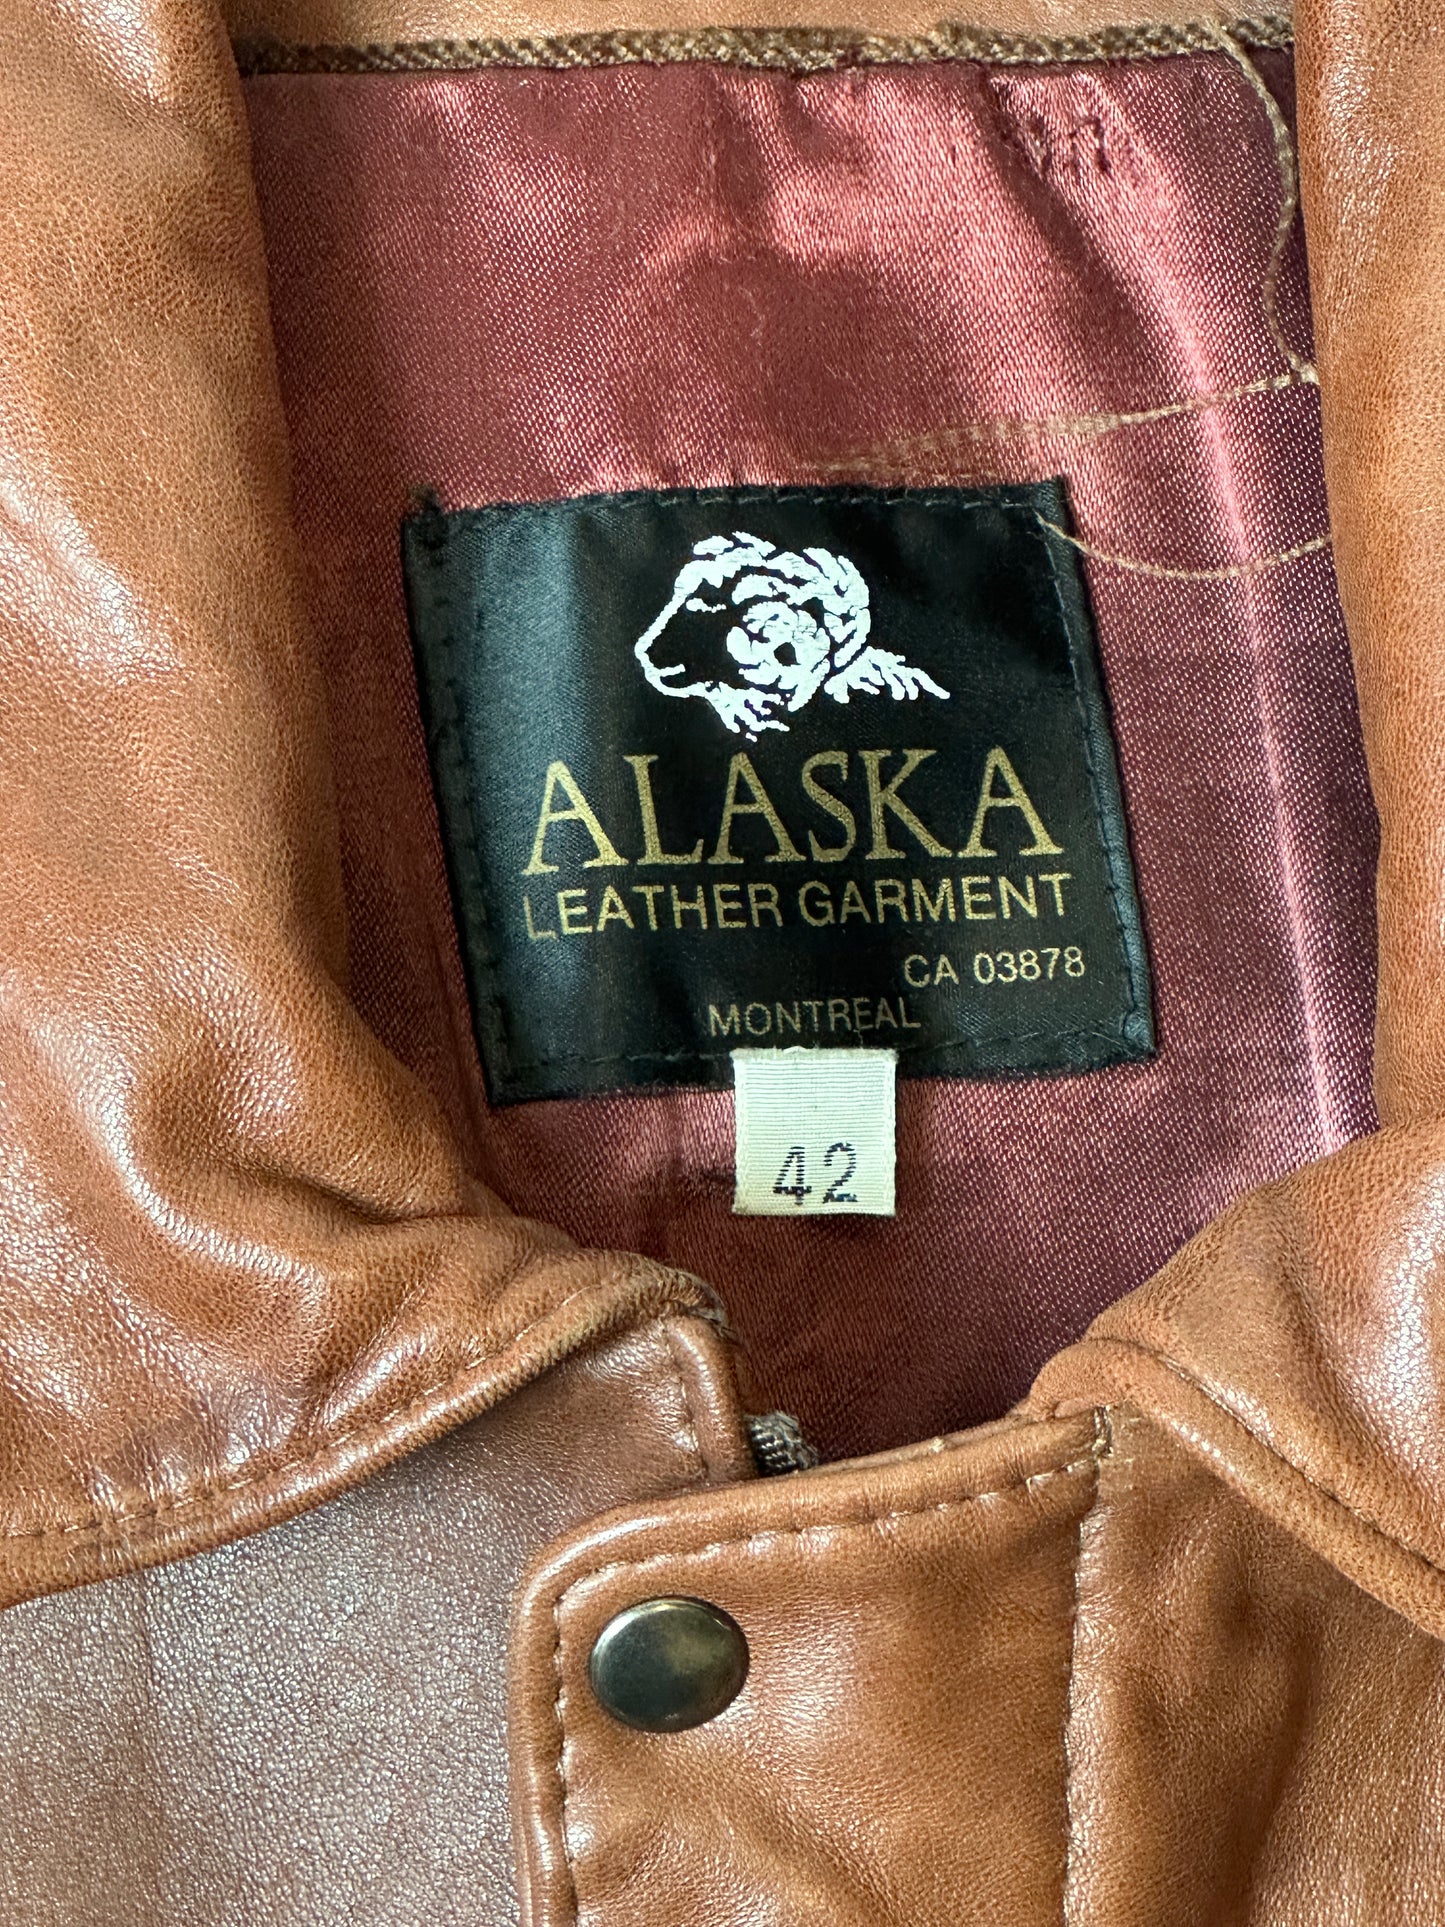 ALASKA
LEATHER GARMENT
CA 03878
MONTREAL
42